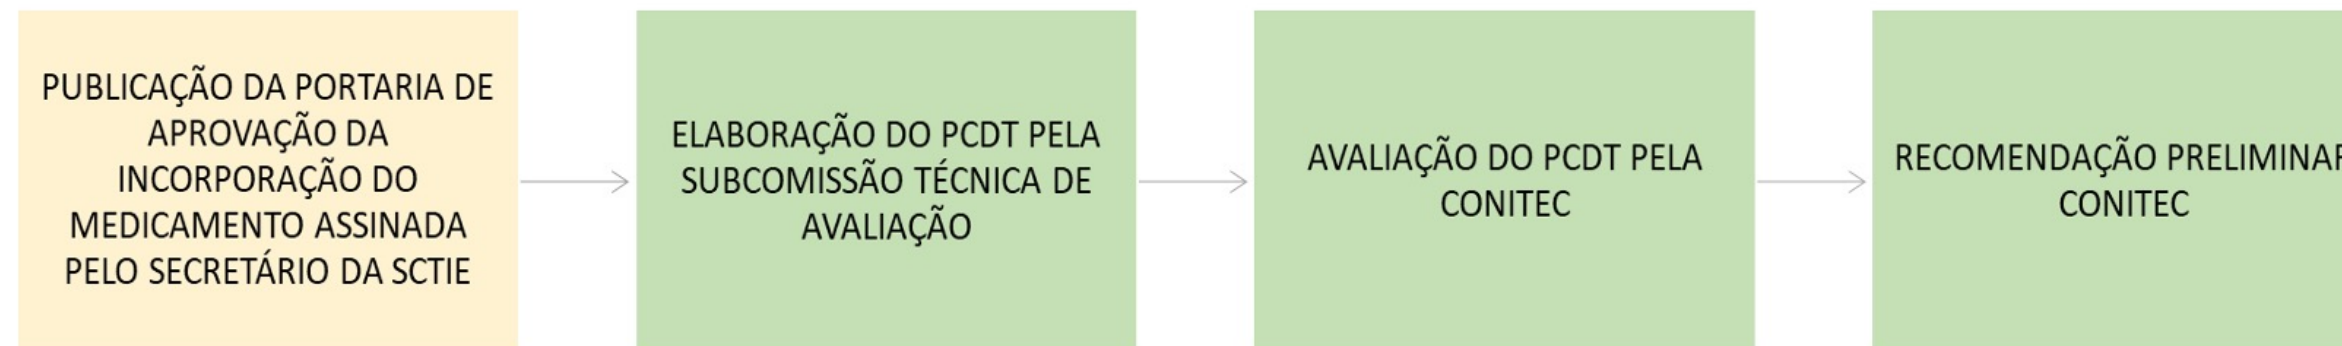 PUBLICAÇÃO DA PORTARIA DE
APROVAÇÃO DA
INCORPORAÇÃO DO
MEDICAMENTO ASSINADA
PELO SECRETÁRIO DA SCTIE
ELABORAÇÃO DO PCDT PELA
SUBCOMISSÃO TÉCNICA DE
AVALIAÇÃO
AVALIAÇÃO DO PCDT PELA
CONITEC
RECOMENDAÇÃO PRELIMINAR
CONITEC